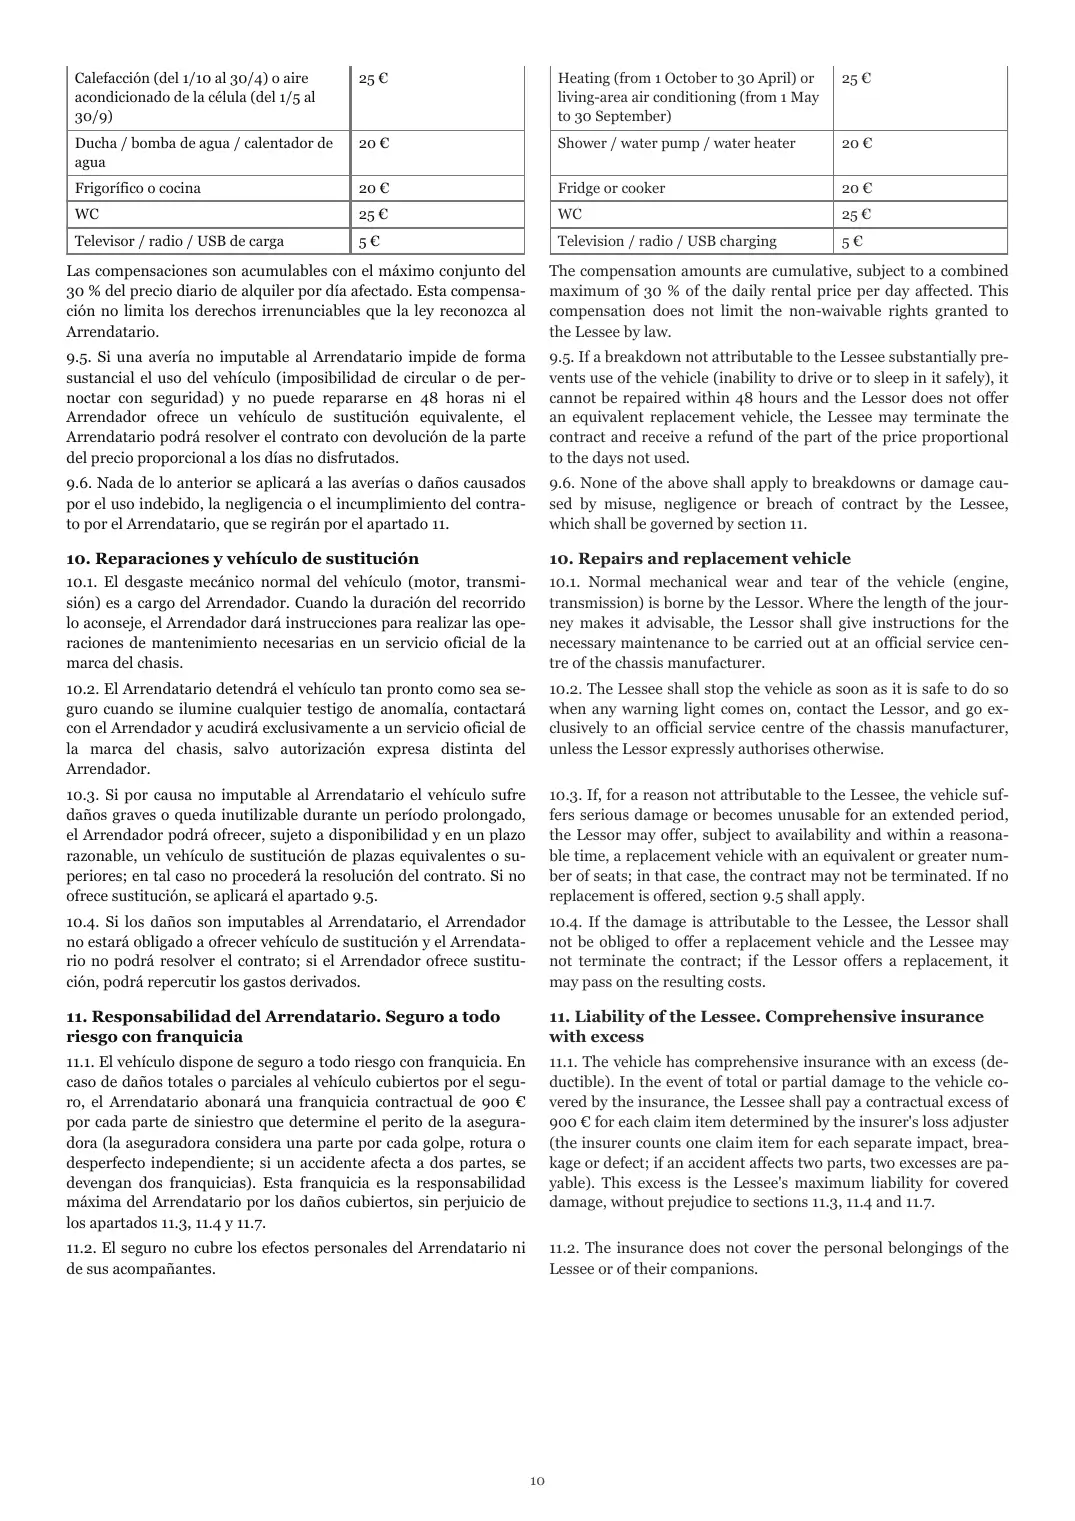 Calefacción (del 1/10 al 30/4) o aire
acondicionado de la célula (del 1/5 al
30/9)
25 €
Ducha / bomba de agua / calentador de
agua
20 €
Frigorífico o cocina
20 €
WC
25 €
Televisor / radio / USB de carga
5 €
Las compensaciones son acumulables con el máximo conjunto del
30 % del precio diario de alquiler por día afectado. Esta compensa-
ción no limita los derechos irrenunciables que la ley reconozca al
Arrendatario.
9.5. Si una avería no imputable al Arrendatario impide de forma
sustancial el uso del vehículo (imposibilidad de circular o de per-
noctar con seguridad) y no puede repararse en 48 horas ni el
Arrendador ofrece un vehículo de sustitución equivalente, el
Arrendatario podrá resolver el contrato con devolución de la parte
del precio proporcional a los días no disfrutados.
9.6. Nada de lo anterior se aplicará a las averías o daños causados
por el uso indebido, la negligencia o el incumplimiento del contra-
to por el Arrendatario, que se regirán por el apartado 11.
10. Reparaciones y vehículo de sustitución
10.1. El desgaste mecánico normal del vehículo (motor, transmi-
sión) es a cargo del Arrendador. Cuando la duración del recorrido
lo aconseje, el Arrendador dará instrucciones para realizar las ope-
raciones de mantenimiento necesarias en un servicio oficial de la
marca del chasis.
10.2. El Arrendatario detendrá el vehículo tan pronto como sea se-
guro cuando se ilumine cualquier testigo de anomalía, contactará
con el Arrendador y acudirá exclusivamente a un servicio oficial de
la marca del chasis, salvo autorización expresa distinta del
Arrendador.
10.3. Si por causa no imputable al Arrendatario el vehículo sufre
daños graves o queda inutilizable durante un período prolongado,
el Arrendador podrá ofrecer, sujeto a disponibilidad y en un plazo
razonable, un vehículo de sustitución de plazas equivalentes o su-
periores; en tal caso no procederá la resolución del contrato. Si no
ofrece sustitución, se aplicará el apartado 9.5.
10.4. Si los daños son imputables al Arrendatario, el Arrendador
no estará obligado a ofrecer vehículo de sustitución y el Arrendata-
rio no podrá resolver el contrato; si el Arrendador ofrece sustitu-
ción, podrá repercutir los gastos derivados.
11. Responsabilidad del Arrendatario. Seguro a todo
riesgo con franquicia
11.1. El vehículo dispone de seguro a todo riesgo con franquicia. En
caso de daños totales o parciales al vehículo cubiertos por el segu-
ro, el Arrendatario abonará una franquicia contractual de 900 €
por cada parte de siniestro que determine el perito de la asegura-
dora (la aseguradora considera una parte por cada golpe, rotura o
desperfecto independiente; si un accidente afecta a dos partes, se
devengan dos franquicias). Esta franquicia es la responsabilidad
máxima del Arrendatario por los daños cubiertos, sin perjuicio de
los apartados 11.3, 11.4 y 11.7.
11.2. El seguro no cubre los efectos personales del Arrendatario ni
de sus acompañantes.
Heating (from 1 October to 30 April) or
living-area air conditioning (from 1 May
to 30 September)
25 €
Shower / water pump / water heater
20 €
Fridge or cooker
20 €
WC
25 €
Television / radio / USB charging
5 €
The compensation amounts are cumulative, subject to a combined
maximum of 30 % of the daily rental price per day affected. This
compensation does not limit the non-waivable rights granted to
the Lessee by law.
9.5. If a breakdown not attributable to the Lessee substantially pre-
vents use of the vehicle (inability to drive or to sleep in it safely), it
cannot be repaired within 48 hours and the Lessor does not offer
an equivalent replacement vehicle, the Lessee may terminate the
contract and receive a refund of the part of the price proportional
to the days not used.
9.6. None of the above shall apply to breakdowns or damage cau-
sed by misuse, negligence or breach of contract by the Lessee,
which shall be governed by section 11.
10. Repairs and replacement vehicle
10.1. Normal mechanical wear and tear of the vehicle (engine,
transmission) is borne by the Lessor. Where the length of the jour-
ney makes it advisable, the Lessor shall give instructions for the
necessary maintenance to be carried out at an official service cen-
tre of the chassis manufacturer.
10.2. The Lessee shall stop the vehicle as soon as it is safe to do so
when any warning light comes on, contact the Lessor, and go ex-
clusively to an official service centre of the chassis manufacturer,
unless the Lessor expressly authorises otherwise.
10.3. If, for a reason not attributable to the Lessee, the vehicle suf-
fers serious damage or becomes unusable for an extended period,
the Lessor may offer, subject to availability and within a reasona-
ble time, a replacement vehicle with an equivalent or greater num-
ber of seats; in that case, the contract may not be terminated. If no
replacement is offered, section 9.5 shall apply.
10.4. If the damage is attributable to the Lessee, the Lessor shall
not be obliged to offer a replacement vehicle and the Lessee may
not terminate the contract; if the Lessor offers a replacement, it
may pass on the resulting costs.
11. Liability of the Lessee. Comprehensive insurance
with excess
11.1. The vehicle has comprehensive insurance with an excess (de-
ductible). In the event of total or partial damage to the vehicle co-
vered by the insurance, the Lessee shall pay a contractual excess of
900 € for each claim item determined by the insurer's loss adjuster
(the insurer counts one claim item for each separate impact, brea-
kage or defect; if an accident affects two parts, two excesses are pa-
yable). This excess is the Lessee's maximum liability for covered
damage, without prejudice to sections 11.3, 11.4 and 11.7.
11.2. The insurance does not cover the personal belongings of the
Lessee or of their companions.
10